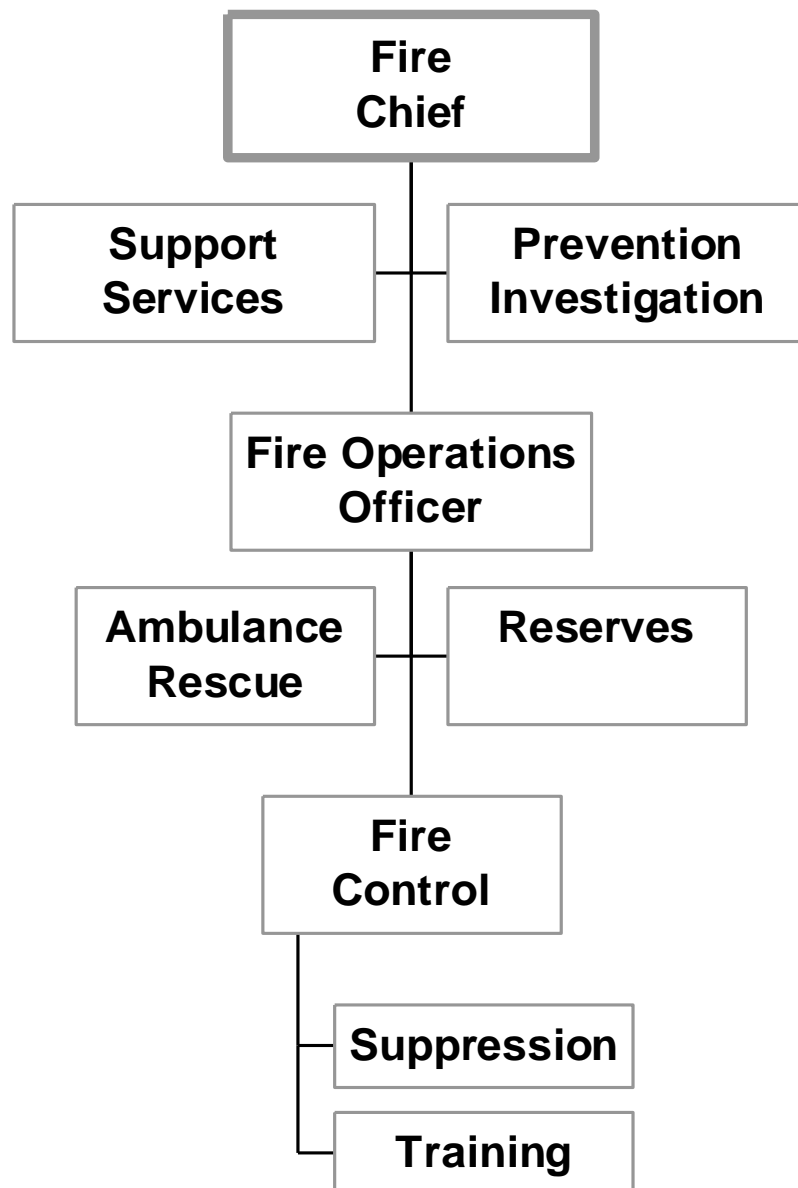 Fire
Chief
Support
Services
Prevention
Investigation
Fire Operations
Officer
Ambulance
Rescue
Reserves
Fire
Control
Suppression
Training